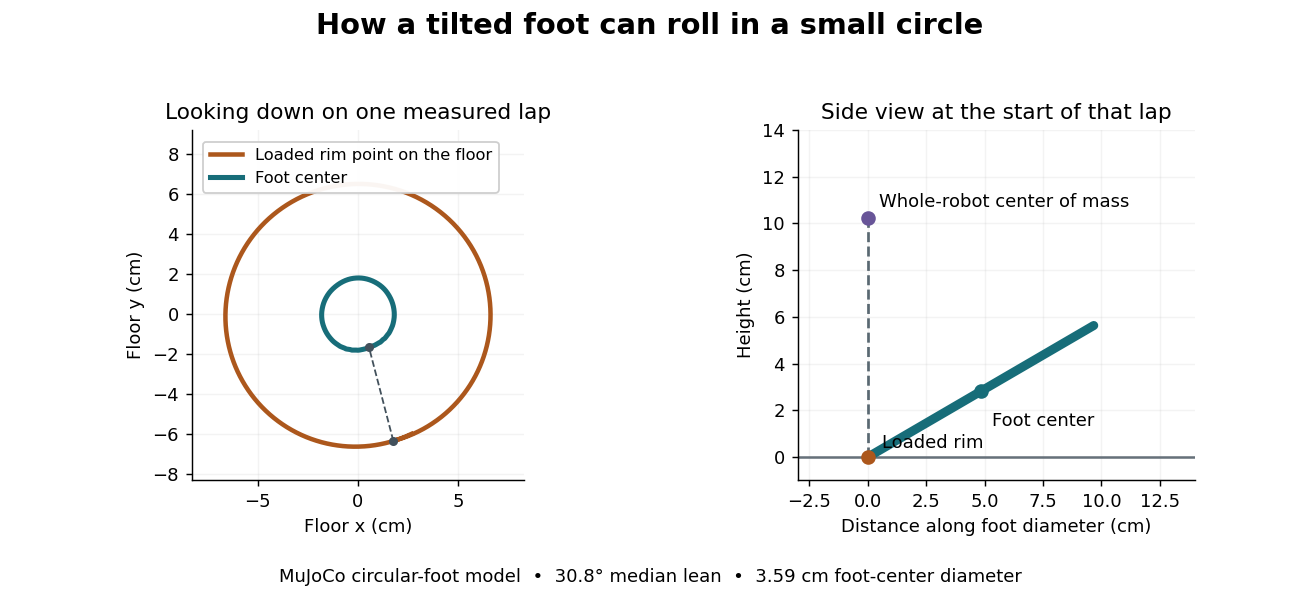 How a tilted foot can roll in a small circle
Looking down on one measured lap
Loaded rim point on the floor
Foot center
8
6
4
2
0
−2
−4
−6
−8
Floor y (cm)
−5
0
5
Floor x (cm)
Side view at the start of that lap
14
12
10
8
6
4
2
0
Height (cm)
Whole-robot center of mass
Foot center
Loaded rim
−2.5
0.0
2.5
5.0
7.5
10.0
12.5
Distance along foot diameter (cm)
MuJoCo circular-foot model • 30.8° median lean • 3.59 cm foot-center diameter